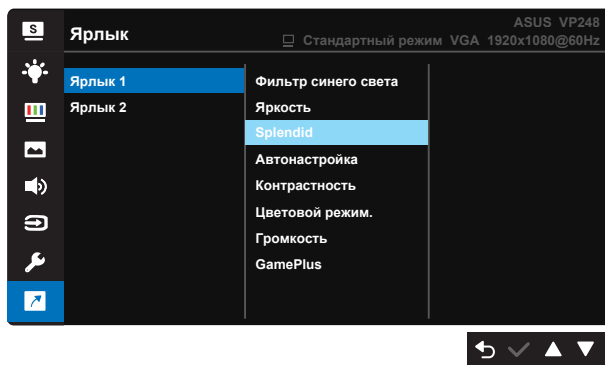 S
Ярлык
ASUS VP248
Стандартный режим VGA 1920x1080@60Hz
Ярлык 1
Ярлык 2
Фильтр синего света
Яркость
Splendid
Автонастройка
Контрастность
Цветовой режим.
Громкость
GamePlus